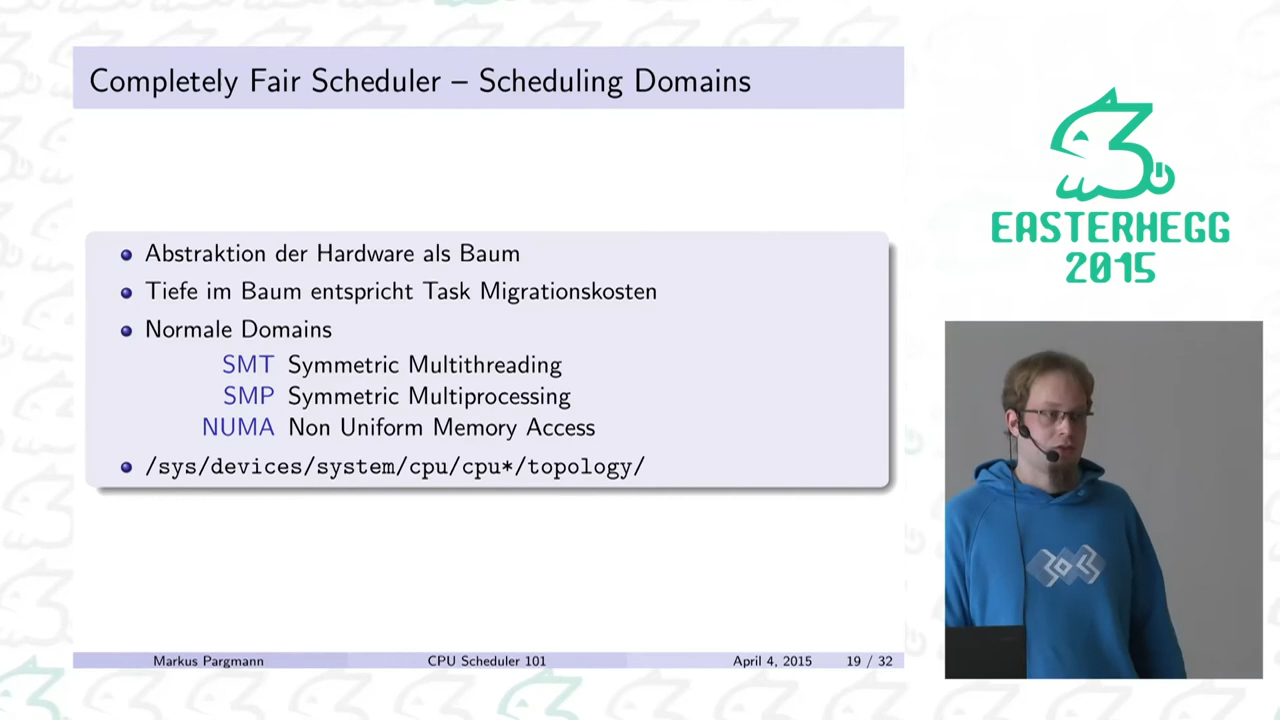 Completely Fair Scheduler – Scheduling Domains
Abstraktion der Hardware als Baum
Tiefe im Baum entspricht Task Migrationskosten
Normale Domains
SMT Symmetric Multithreading
SMP Symmetric Multiprocessing
NUMA Non Uniform Memory Access
/sys/devices/system/cpu/cpu*/topology/
Markus Pargmann CPU Scheduler 101 April 4, 2015 19 / 32
EASTERHEGG
2015